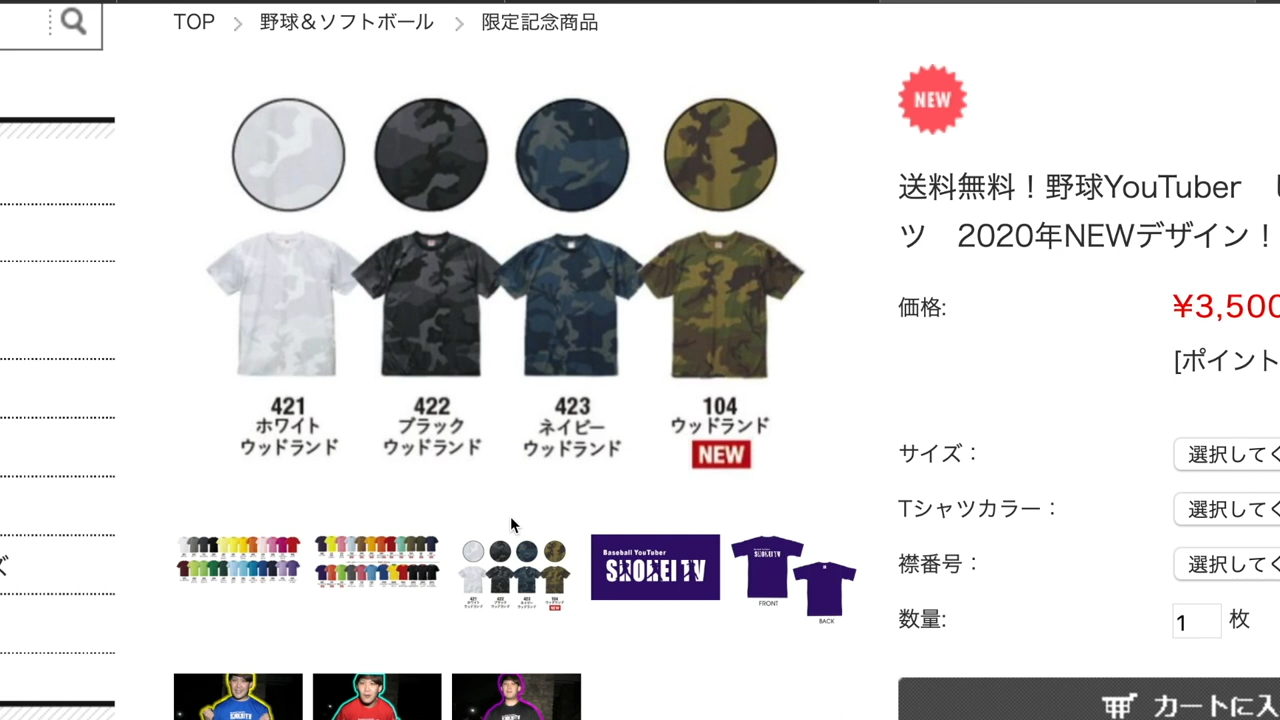 TOP > 野球＆ソフトボール > 限定記念商品
NEW
送料無料！野球YouTuber
ツ　2020年NEWデザイン！
価格:
¥3,500
[ポイント
421
ホワイト
ウッドランド
422
ブラック
ウッドランド
423
ネイビー
ウッドランド
104
ウッドランド
NEW
サイズ：
選択してく
Tシャツカラー：
選択してく
襟番号：
選択してく
数量:
1 枚
Baseball YouTuber
SHOHEI TV
FRONT
BACK
カートに入